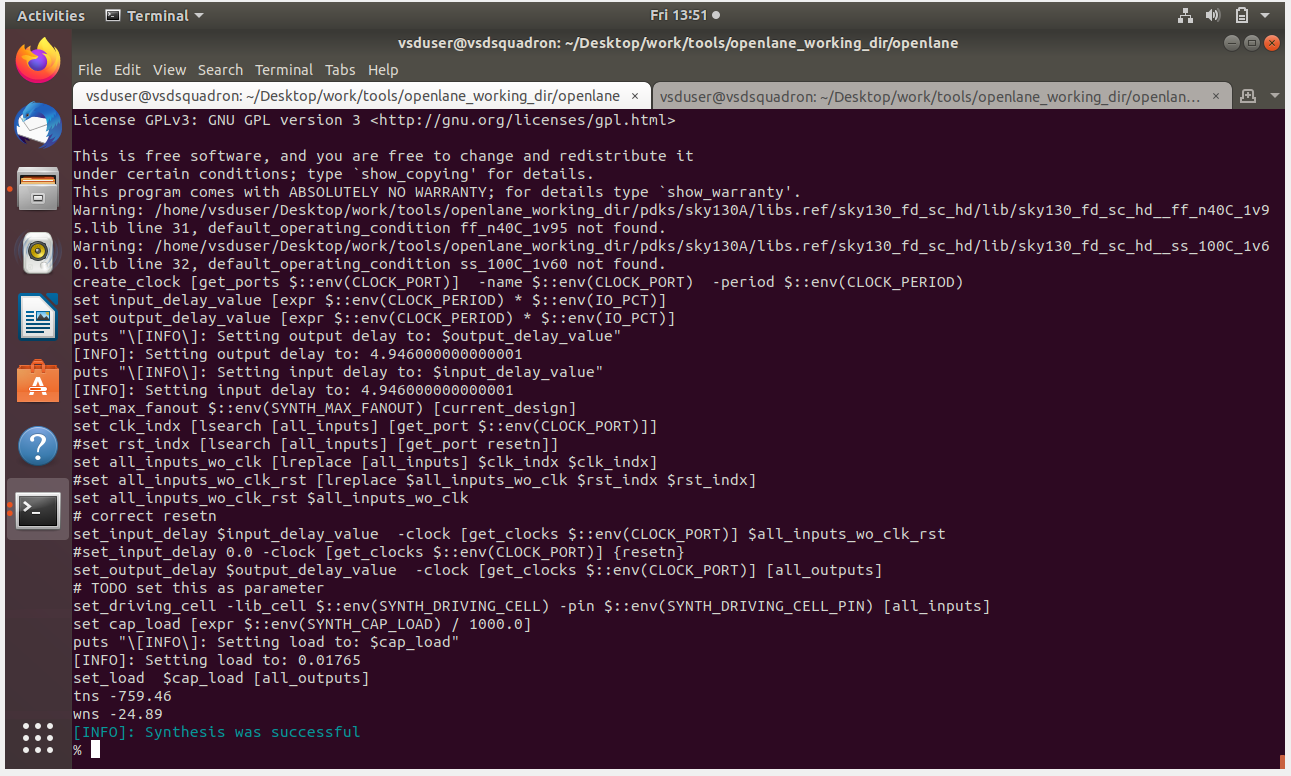 Activities Terminal Fri 13:51
vsduser@vsdsquadron: ~/Desktop/work/tools/openlane_working_dir/openlane
File Edit View Search Terminal Tabs Help
vsduser@vsdsquadron: ~/Desktop/work/tools/openlane_working_dir/openlane × vsduser@vsdsquadron: ~/Desktop/work/tools/openlane_working_dir/openlan... ×
License GPLv3: GNU GPL version 3 <http://gnu.org/licenses/gpl.html>
This is free software, and you are free to change and redistribute it
under certain conditions; type `show_copying' for details.
This program comes with ABSOLUTELY NO WARRANTY; for details type `show_warranty'.
Warning: /home/vsduser/Desktop/work/tools/openlane_working_dir/pdks/sky130A/libs.ref/sky130_fd_sc_hd/lib/sky130_fd_sc_hd__ff_n40C_1v9
5.lib line 31, default_operating_condition ff_n40C_1v95 not found.
Warning: /home/vsduser/Desktop/work/tools/openlane_working_dir/pdks/sky130A/libs.ref/sky130_fd_sc_hd/lib/sky130_fd_sc_hd__ss_100C_1v6
0.lib line 32, default_operating_condition ss_100C_1v60 not found.
create_clock [get_ports $::env(CLOCK_PORT)]  -name $::env(CLOCK_PORT)  -period $::env(CLOCK_PERIOD)
set input_delay_value [expr $::env(CLOCK_PERIOD) * $::env(IO_PCT)]
set output_delay_value [expr $::env(CLOCK_PERIOD) * $::env(IO_PCT)]
puts "\[INFO\]: Setting output delay to: $output_delay_value"
[INFO]: Setting output delay to: 4.946000000000001
puts "\[INFO\]: Setting input delay to: $input_delay_value"
[INFO]: Setting input delay to: 4.946000000000001
set_max_fanout $::env(SYNTH_MAX_FANOUT) [current_design]
set clk_indx [lsearch [all_inputs] [get_port $::env(CLOCK_PORT)]]
#set rst_indx [lsearch [all_inputs] [get_port resetn]]
set all_inputs_wo_clk [lreplace [all_inputs] $clk_indx $clk_indx]
#set all_inputs_wo_clk_rst [lreplace $all_inputs_wo_clk $rst_indx $rst_indx]
set all_inputs_wo_clk_rst $all_inputs_wo_clk
# correct resetn
set_input_delay $input_delay_value  -clock [get_clocks $::env(CLOCK_PORT)] $all_inputs_wo_clk_rst
#set_input_delay 0.0 -clock [get_clocks $::env(CLOCK_PORT)] {resetn}
set_output_delay $output_delay_value  -clock [get_clocks $::env(CLOCK_PORT)] [all_outputs]
# TODO set this as parameter
set_driving_cell -lib_cell $::env(SYNTH_DRIVING_CELL) -pin $::env(SYNTH_DRIVING_CELL_PIN) [all_inputs]
set cap_load [expr $::env(SYNTH_CAP_LOAD) / 1000.0]
puts "\[INFO\]: Setting load to: $cap_load"
[INFO]: Setting load to: 0.01765
set_load  $cap_load [all_outputs]
tns -759.46
wns -24.89
[INFO]: Synthesis was successful
%